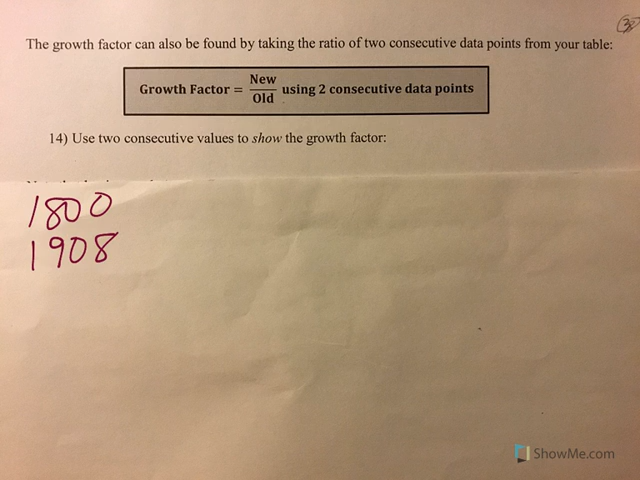 32
The growth factor can also be found by taking the ratio of two consecutive data points from your table:
Growth Factor = New/Old using 2 consecutive data points
14) Use two consecutive values to show the growth factor:
1800
1908
ShowMe.com